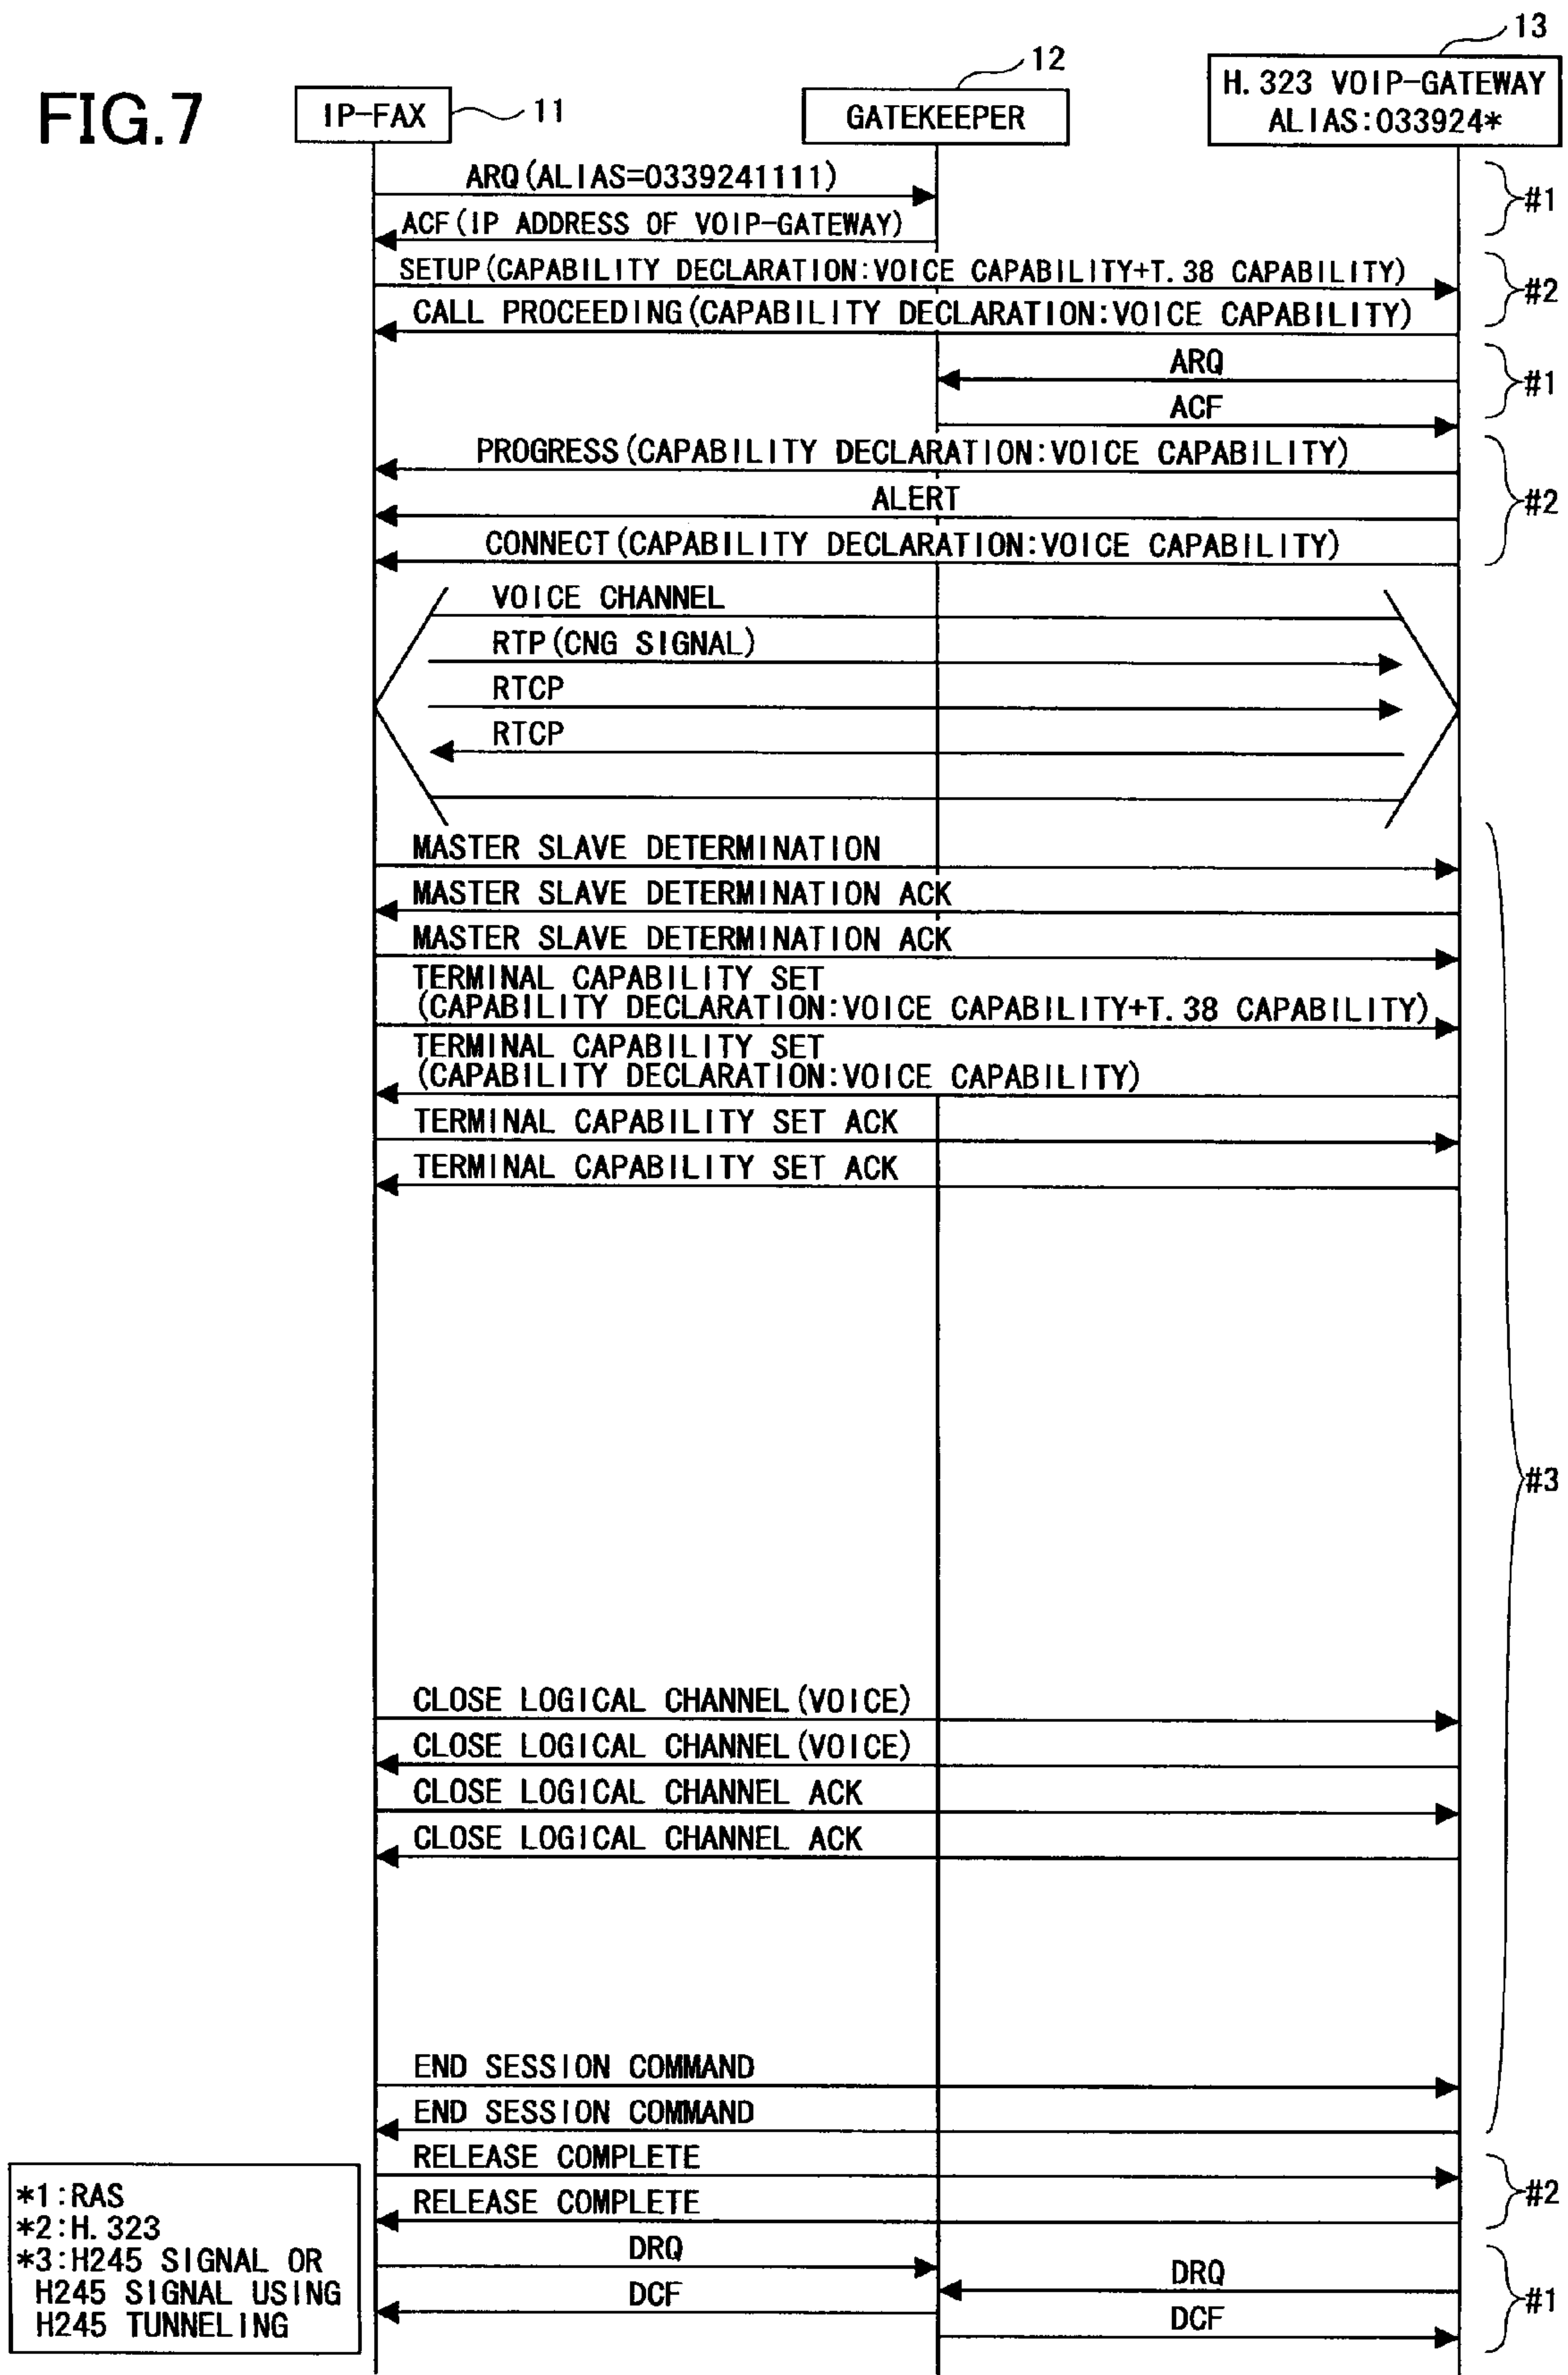 FIG.7
IP-FAX
11
GATEKEEPER
12
H.323 VOIP-GATEWAY
ALIAS:033924*
13
ARQ(ALIAS=0339241111)
ACF(IP ADDRESS OF VOIP-GATEWAY)
#1
SETUP(CAPABILITY DECLARATION:VOICE CAPABILITY+T.38 CAPABILITY)
CALL PROCEEDING(CAPABILITY DECLARATION:VOICE CAPABILITY)
#2
ARQ
ACF
#1
PROGRESS(CAPABILITY DECLARATION:VOICE CAPABILITY)
ALERT
CONNECT(CAPABILITY DECLARATION:VOICE CAPABILITY)
#2
VOICE CHANNEL
RTP(CNG SIGNAL)
RTCP
RTCP
MASTER SLAVE DETERMINATION
MASTER SLAVE DETERMINATION ACK
MASTER SLAVE DETERMINATION ACK
TERMINAL CAPABILITY SET
(CAPABILITY DECLARATION:VOICE CAPABILITY+T.38 CAPABILITY)
TERMINAL CAPABILITY SET
(CAPABILITY DECLARATION:VOICE CAPABILITY)
TERMINAL CAPABILITY SET ACK
TERMINAL CAPABILITY SET ACK
#3
CLOSE LOGICAL CHANNEL(VOICE)
CLOSE LOGICAL CHANNEL(VOICE)
CLOSE LOGICAL CHANNEL ACK
CLOSE LOGICAL CHANNEL ACK
END SESSION COMMAND
END SESSION COMMAND
RELEASE COMPLETE
RELEASE COMPLETE
#2
DRQ
DRQ
DCF
DCF
#1
*1:RAS
*2:H.323
*3:H245 SIGNAL OR
H245 SIGNAL USING
H245 TUNNELING